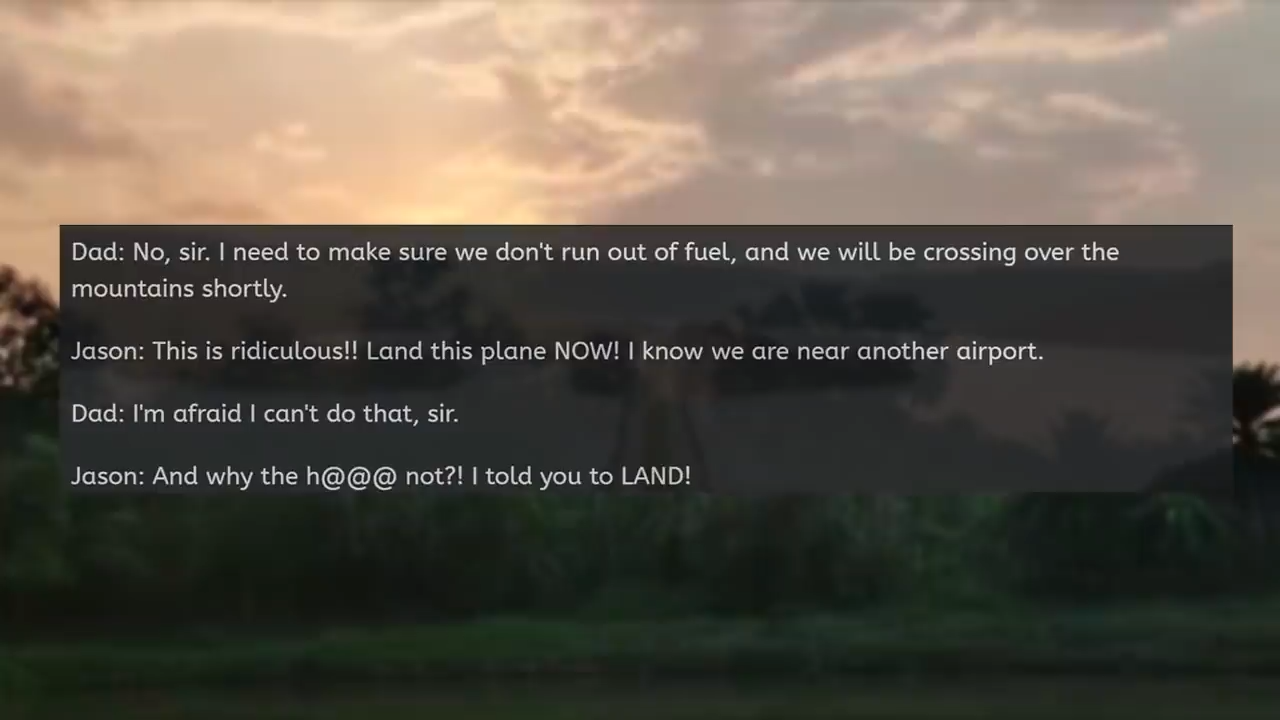 Dad: No, sir. I need to make sure we don't run out of fuel, and we will be crossing over the
mountains shortly.
Jason: This is ridiculous!! Land this plane NOW! I know we are near another airport.
Dad: I'm afraid I can't do that, sir.
Jason: And why the h@@@ not?! I told you to LAND!